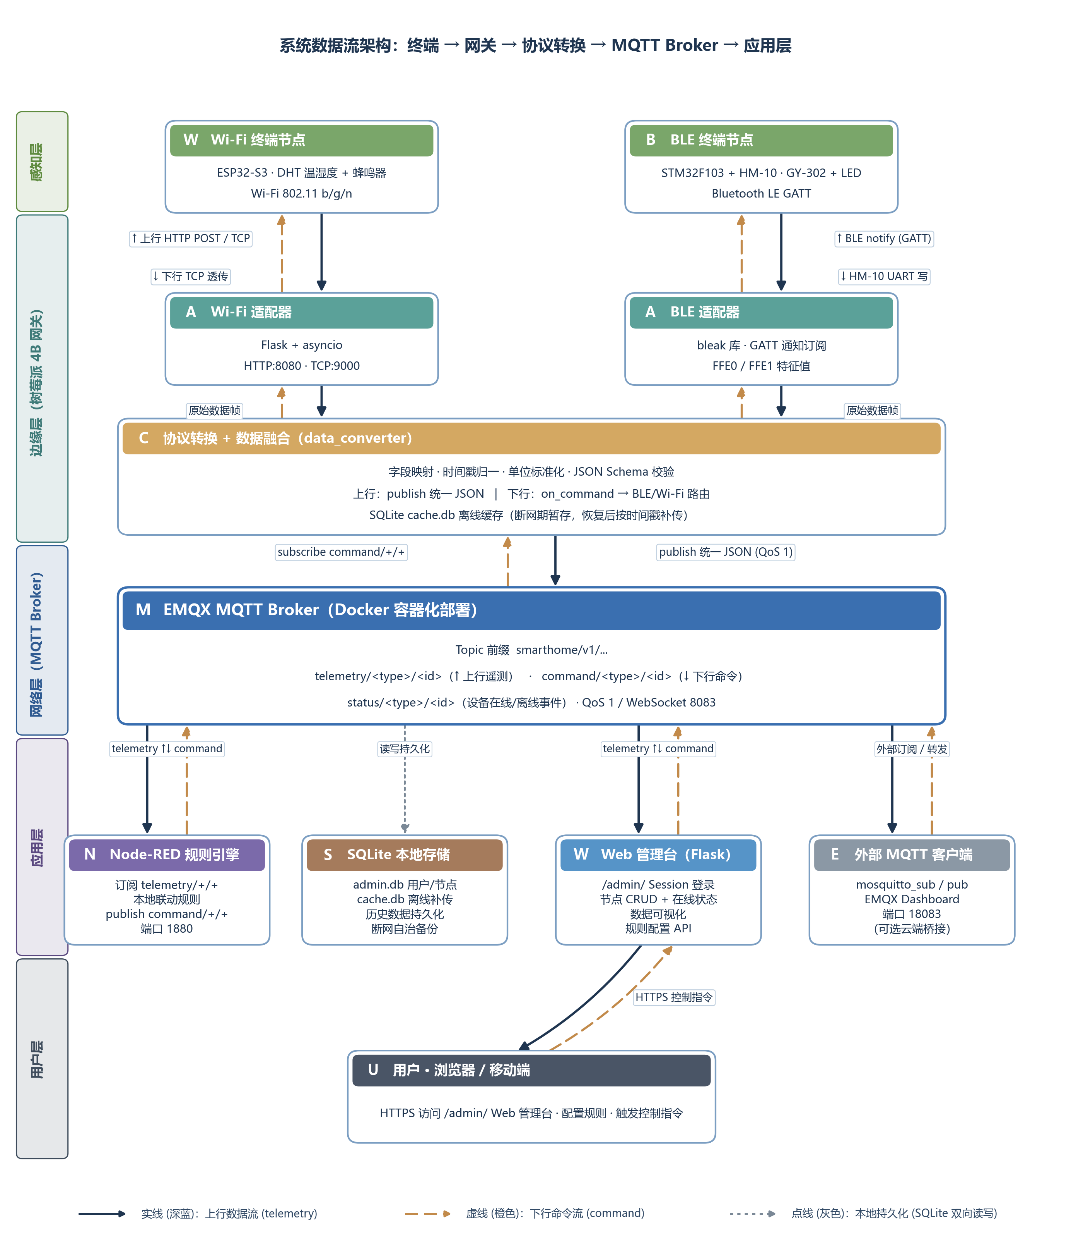 系统数据流架构：终端 → 网关 → 协议转换 → MQTT Broker → 应用层
感知层
W Wi-Fi 终端节点
ESP32-S3 · DHT 温湿度 + 蜂鸣器
Wi-Fi 802.11 b/g/n
B BLE 终端节点
STM32F103 + HM-10 · GY-302 + LED
Bluetooth LE GATT
↑ 上行 HTTP POST / TCP
↓ 下行 TCP 透传
↑ BLE notify (GATT)
↓ HM-10 UART 写
边缘层（树莓派 4B 网关）
A Wi-Fi 适配器
Flask + asyncio
HTTP:8080 · TCP:9000
A BLE 适配器
bleak 库 · GATT 通知订阅
FFE0 / FFE1 特征值
原始数据帧
原始数据帧
C 协议转换 + 数据融合（data_converter）
字段映射 · 时间戳归一 · 单位标准化 · JSON Schema 校验
上行：publish 统一 JSON | 下行：on_command → BLE/Wi-Fi 路由
SQLite cache.db 离线缓存（断网期暂存，恢复后按时间戳补传）
subscribe command/+/+
publish 统一 JSON (QoS 1)
网络层（MQTT Broker）
M EMQX MQTT Broker（Docker 容器化部署）
Topic 前缀 smarthome/v1/...
telemetry/<type>/<id>（↑ 上行遥测） · command/<type>/<id>（↓ 下行命令）
status/<type>/<id>（设备在线/离线事件） · QoS 1 / WebSocket 8083
telemetry ↑↓ command
读写持久化
telemetry ↑↓ command
外部订阅 / 转发
应用层
N Node-RED 规则引擎
订阅 telemetry/+/+
本地联动规则
publish command/+/+
端口 1880
S SQLite 本地存储
admin.db 用户/节点
cache.db 离线补传
历史数据持久化
断网自治备份
W Web 管理台（Flask）
/admin/ Session 登录
节点 CRUD + 在线状态
数据可视化
规则配置 API
E 外部 MQTT 客户端
mosquitto_sub / pub
EMQX Dashboard
端口 18083
(可选云端桥接)
HTTPS 控制指令
用户层
U 用户 · 浏览器 / 移动端
HTTPS 访问 /admin/ Web 管理台 · 配置规则 · 触发控制指令
实线 (深蓝)：上行数据流 (telemetry)
虚线 (橙色)：下行命令流 (command)
点线 (灰色)：本地持久化 (SQLite 双向读写)